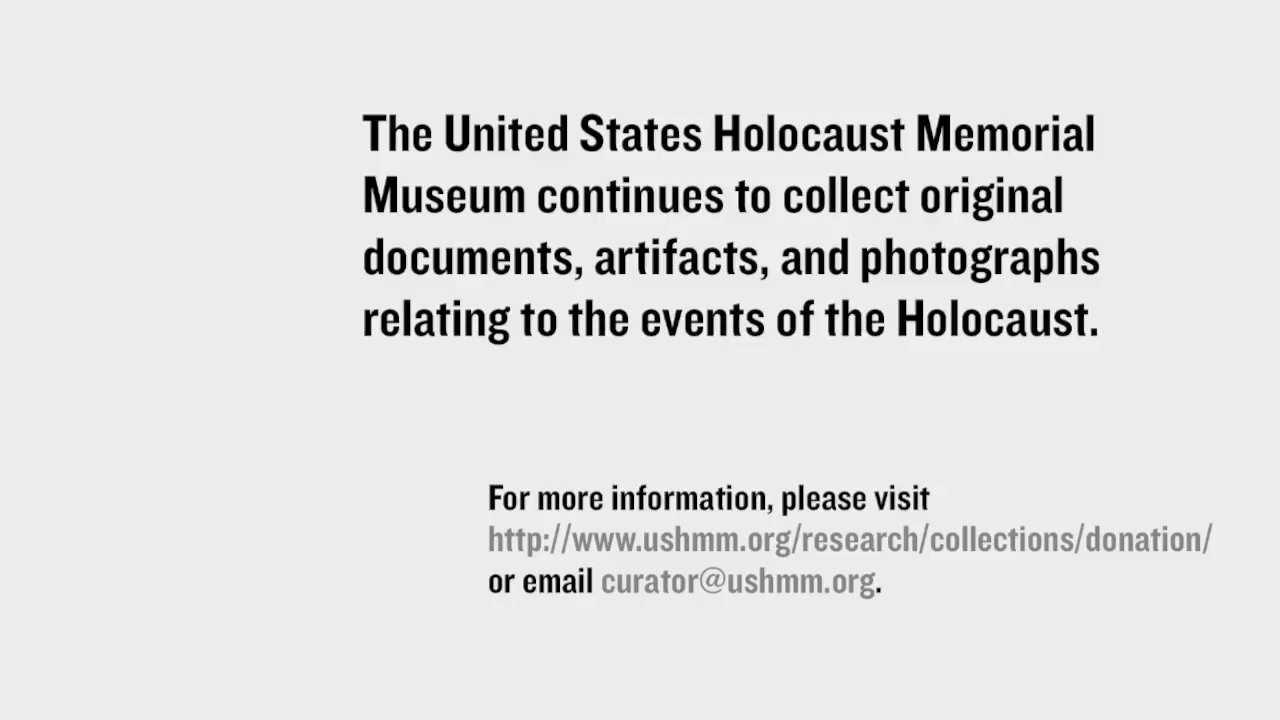 The United States Holocaust Memorial
Museum continues to collect original
documents, artifacts, and photographs
relating to the events of the Holocaust.
For more information, please visit
http://www.ushmm.org/research/collections/donation/
or email curator@ushmm.org.